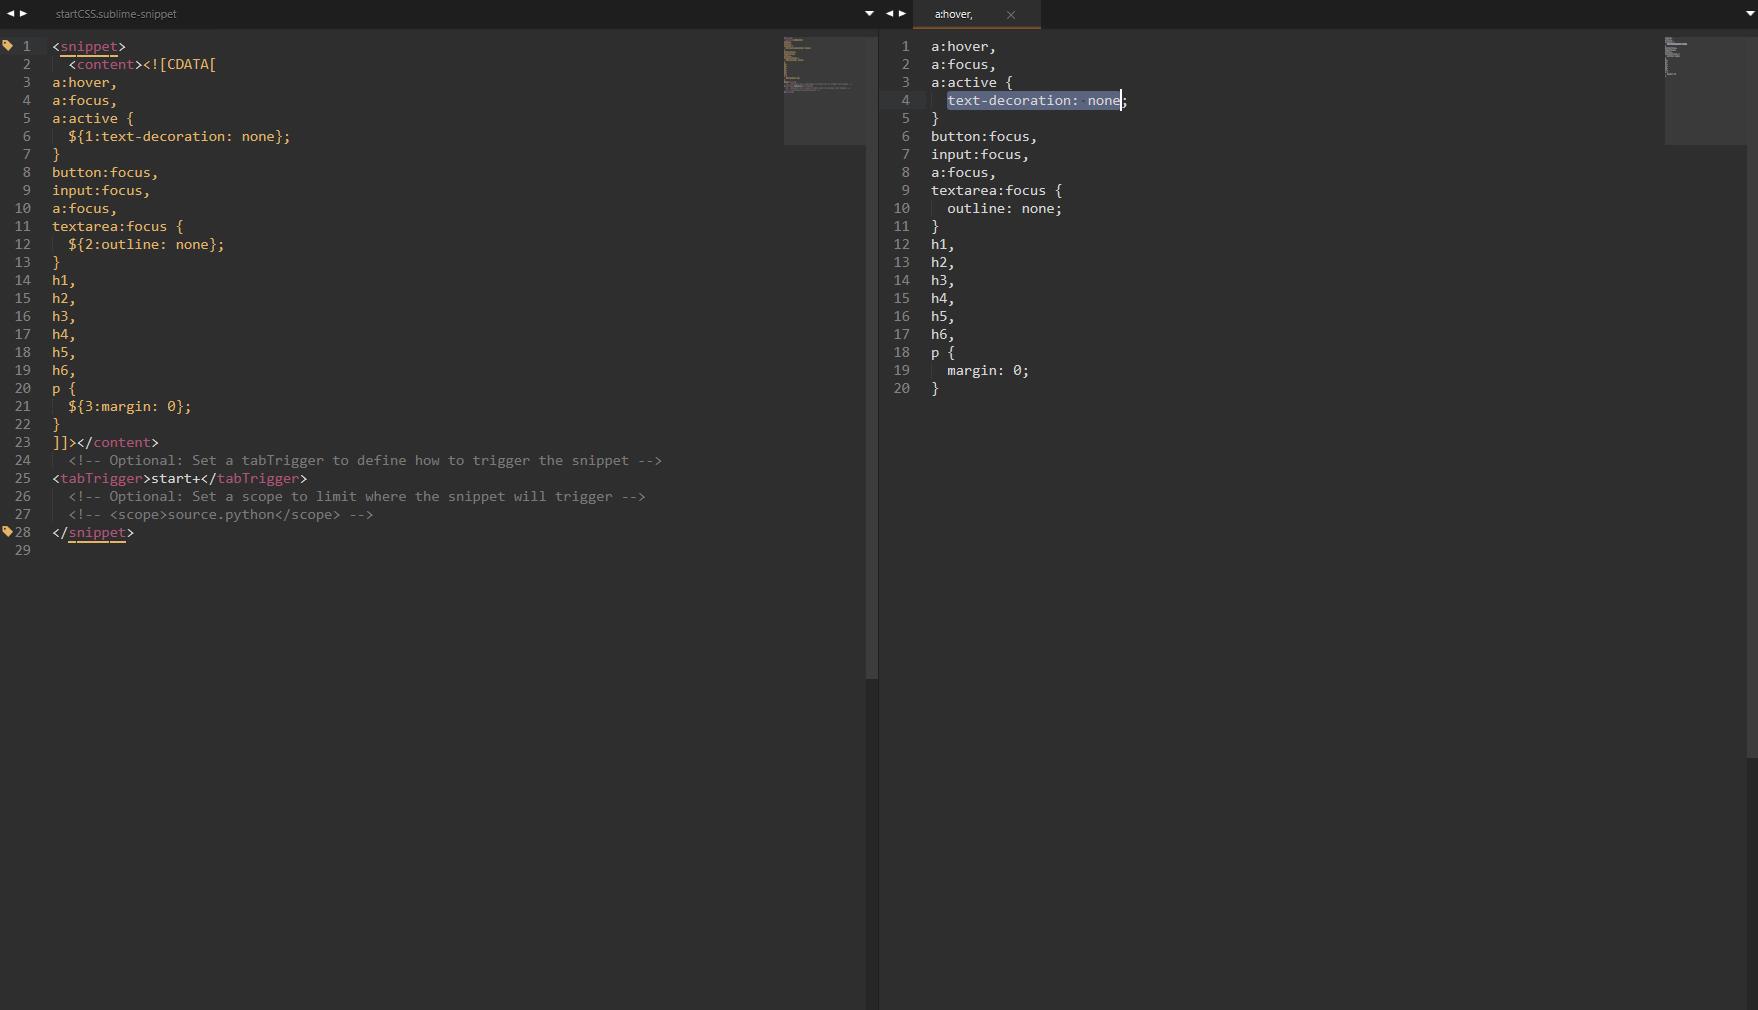 startCSS.sublime-snippet
1 <snippet>
2 <content><![CDATA[
3 a:hover,
4 a:focus,
5 a:active {
6 ${1:text-decoration: none};
7 }
8 button:focus,
9 input:focus,
10 a:focus,
11 textarea:focus {
12 ${2:outline: none};
13 }
14 h1,
15 h2,
16 h3,
17 h4,
18 h5,
19 h6,
20 p {
21 ${3:margin: 0};
22 }
23 ]]></content>
24 <!-- Optional: Set a tabTrigger to define how to trigger the snippet -->
25 <tabTrigger>start+</tabTrigger>
26 <!-- Optional: Set a scope to limit where the snippet will trigger -->
27 <!-- <scope>source.python</scope> -->
28 </snippet>
29
a:hover,
1 a:hover,
2 a:focus,
3 a:active {
4 text-decoration: none;
5 }
6 button:focus,
7 input:focus,
8 a:focus,
9 textarea:focus {
10 outline: none;
11 }
12 h1,
13 h2,
14 h3,
15 h4,
16 h5,
17 h6,
18 p {
19 margin: 0;
20 }